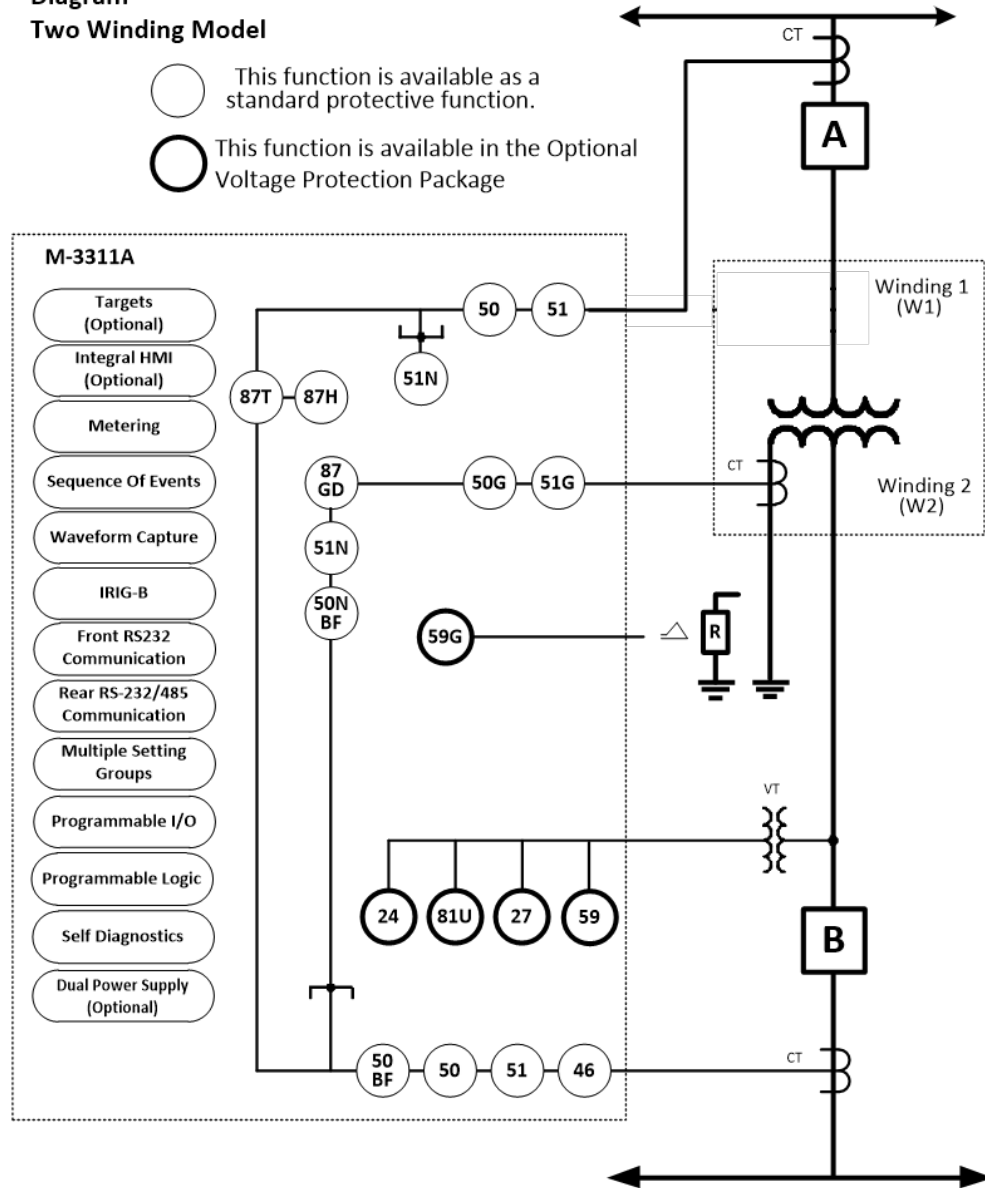 Diagram
Two Winding Model
This function is available as a
standard protective function.
This function is available in the Optional
Voltage Protection Package
CT
A
M-3311A
Targets
(Optional)
Integral HMI
(Optional)
Metering
Sequence Of Events
Waveform Capture
IRIG-B
Front RS232
Communication
Rear RS-232/485
Communication
Multiple Setting
Groups
Programmable I/O
Programmable Logic
Self Diagnostics
Dual Power Supply
(Optional)
50
51
51N
87T
87H
Winding 1
(W1)
87
GD
50G
51G
CT
Winding 2
(W2)
51N
50N
BF
59G
R
VT
24
81U
27
59
B
50
BF
50
51
46
CT